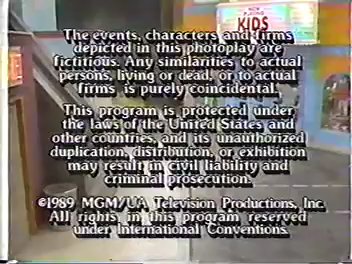 NOW
PLAYING
KIDS
The events, characters and firms
depicted in this photoplay are
fictitious. Any similarities to actual
persons, living or dead, or to actual
firms is purely coincidental.
This program is protected under
the laws of the United States and
other countries, and its unauthorized
duplication, distribution, or exhibition
may result in civil liability and
criminal prosecution.
©1989 MGM/UA Television Productions, Inc.
All rights in this program reserved
under International Conventions.